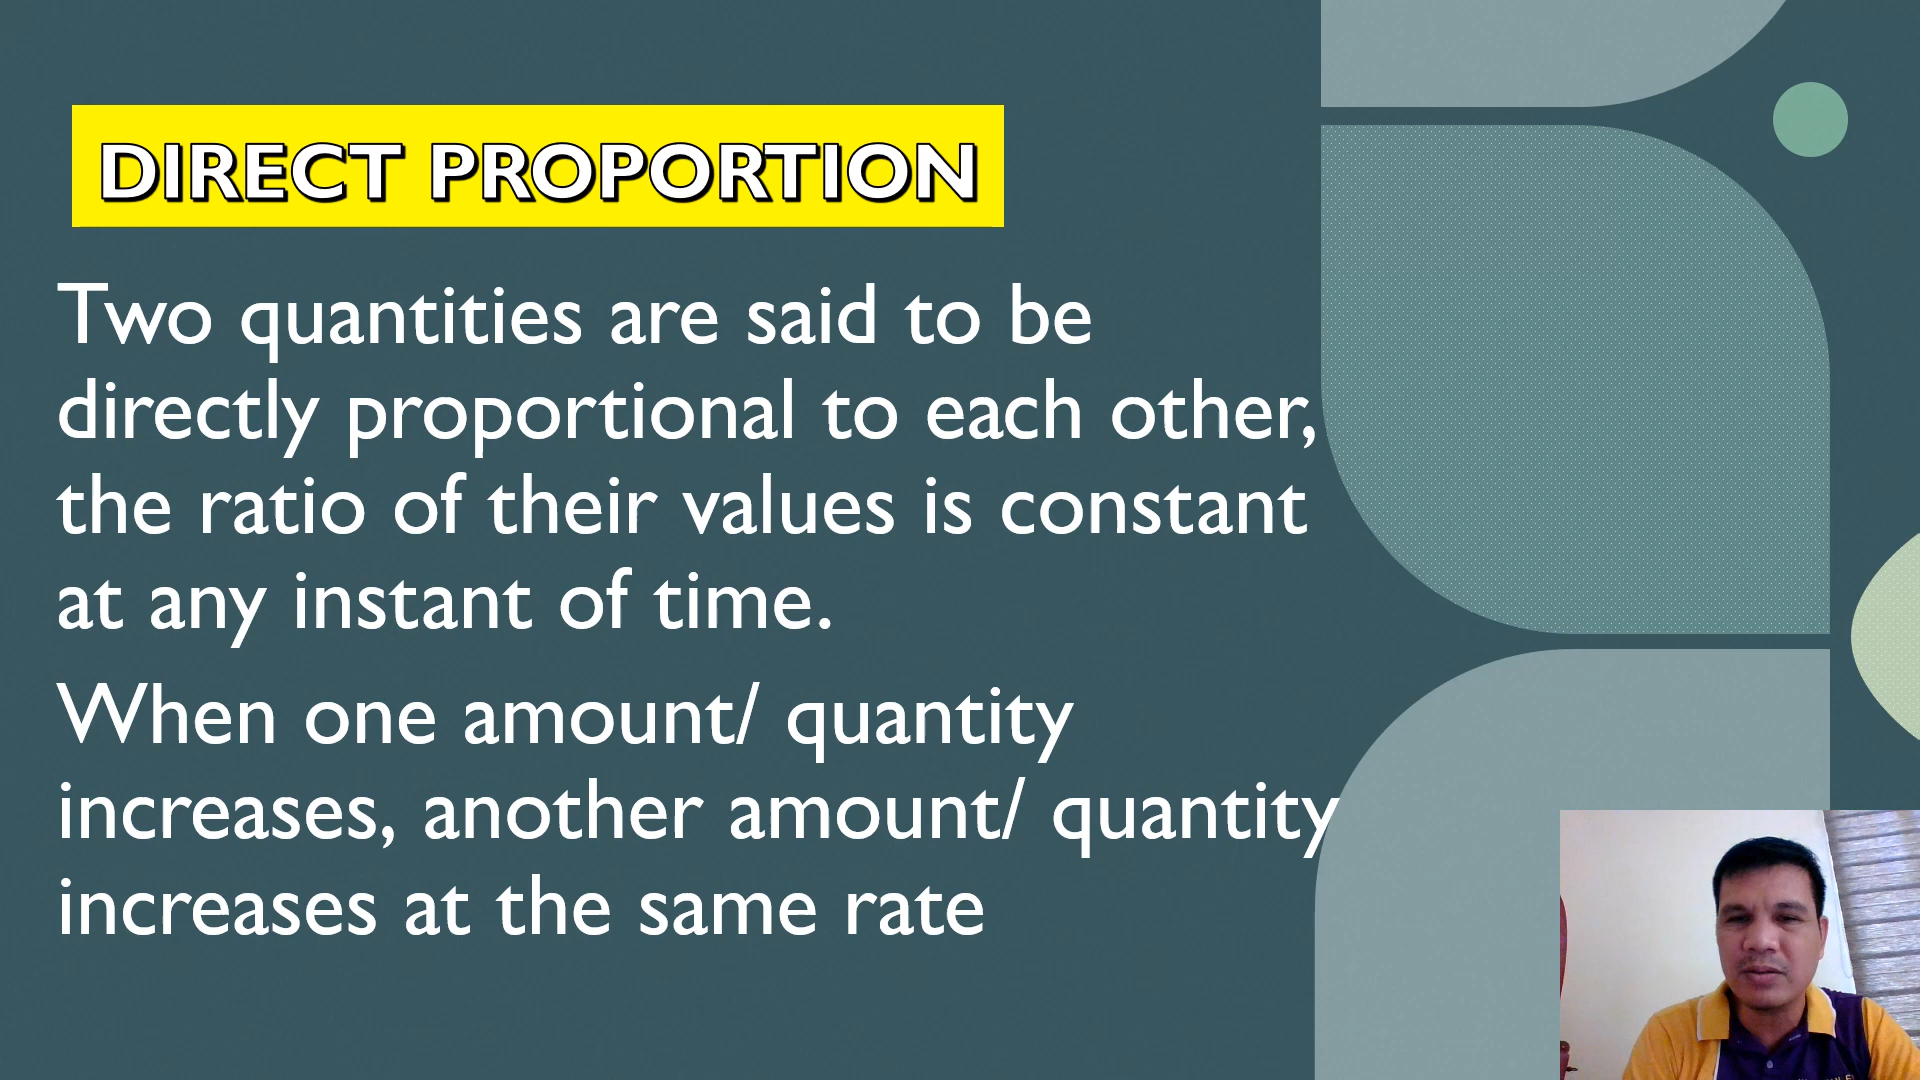 DIRECT PROPORTION
Two quantities are said to be
directly proportional to each other,
the ratio of their values is constant
at any instant of time.
When one amount/ quantity
increases, another amount/ quantity
increases at the same rate